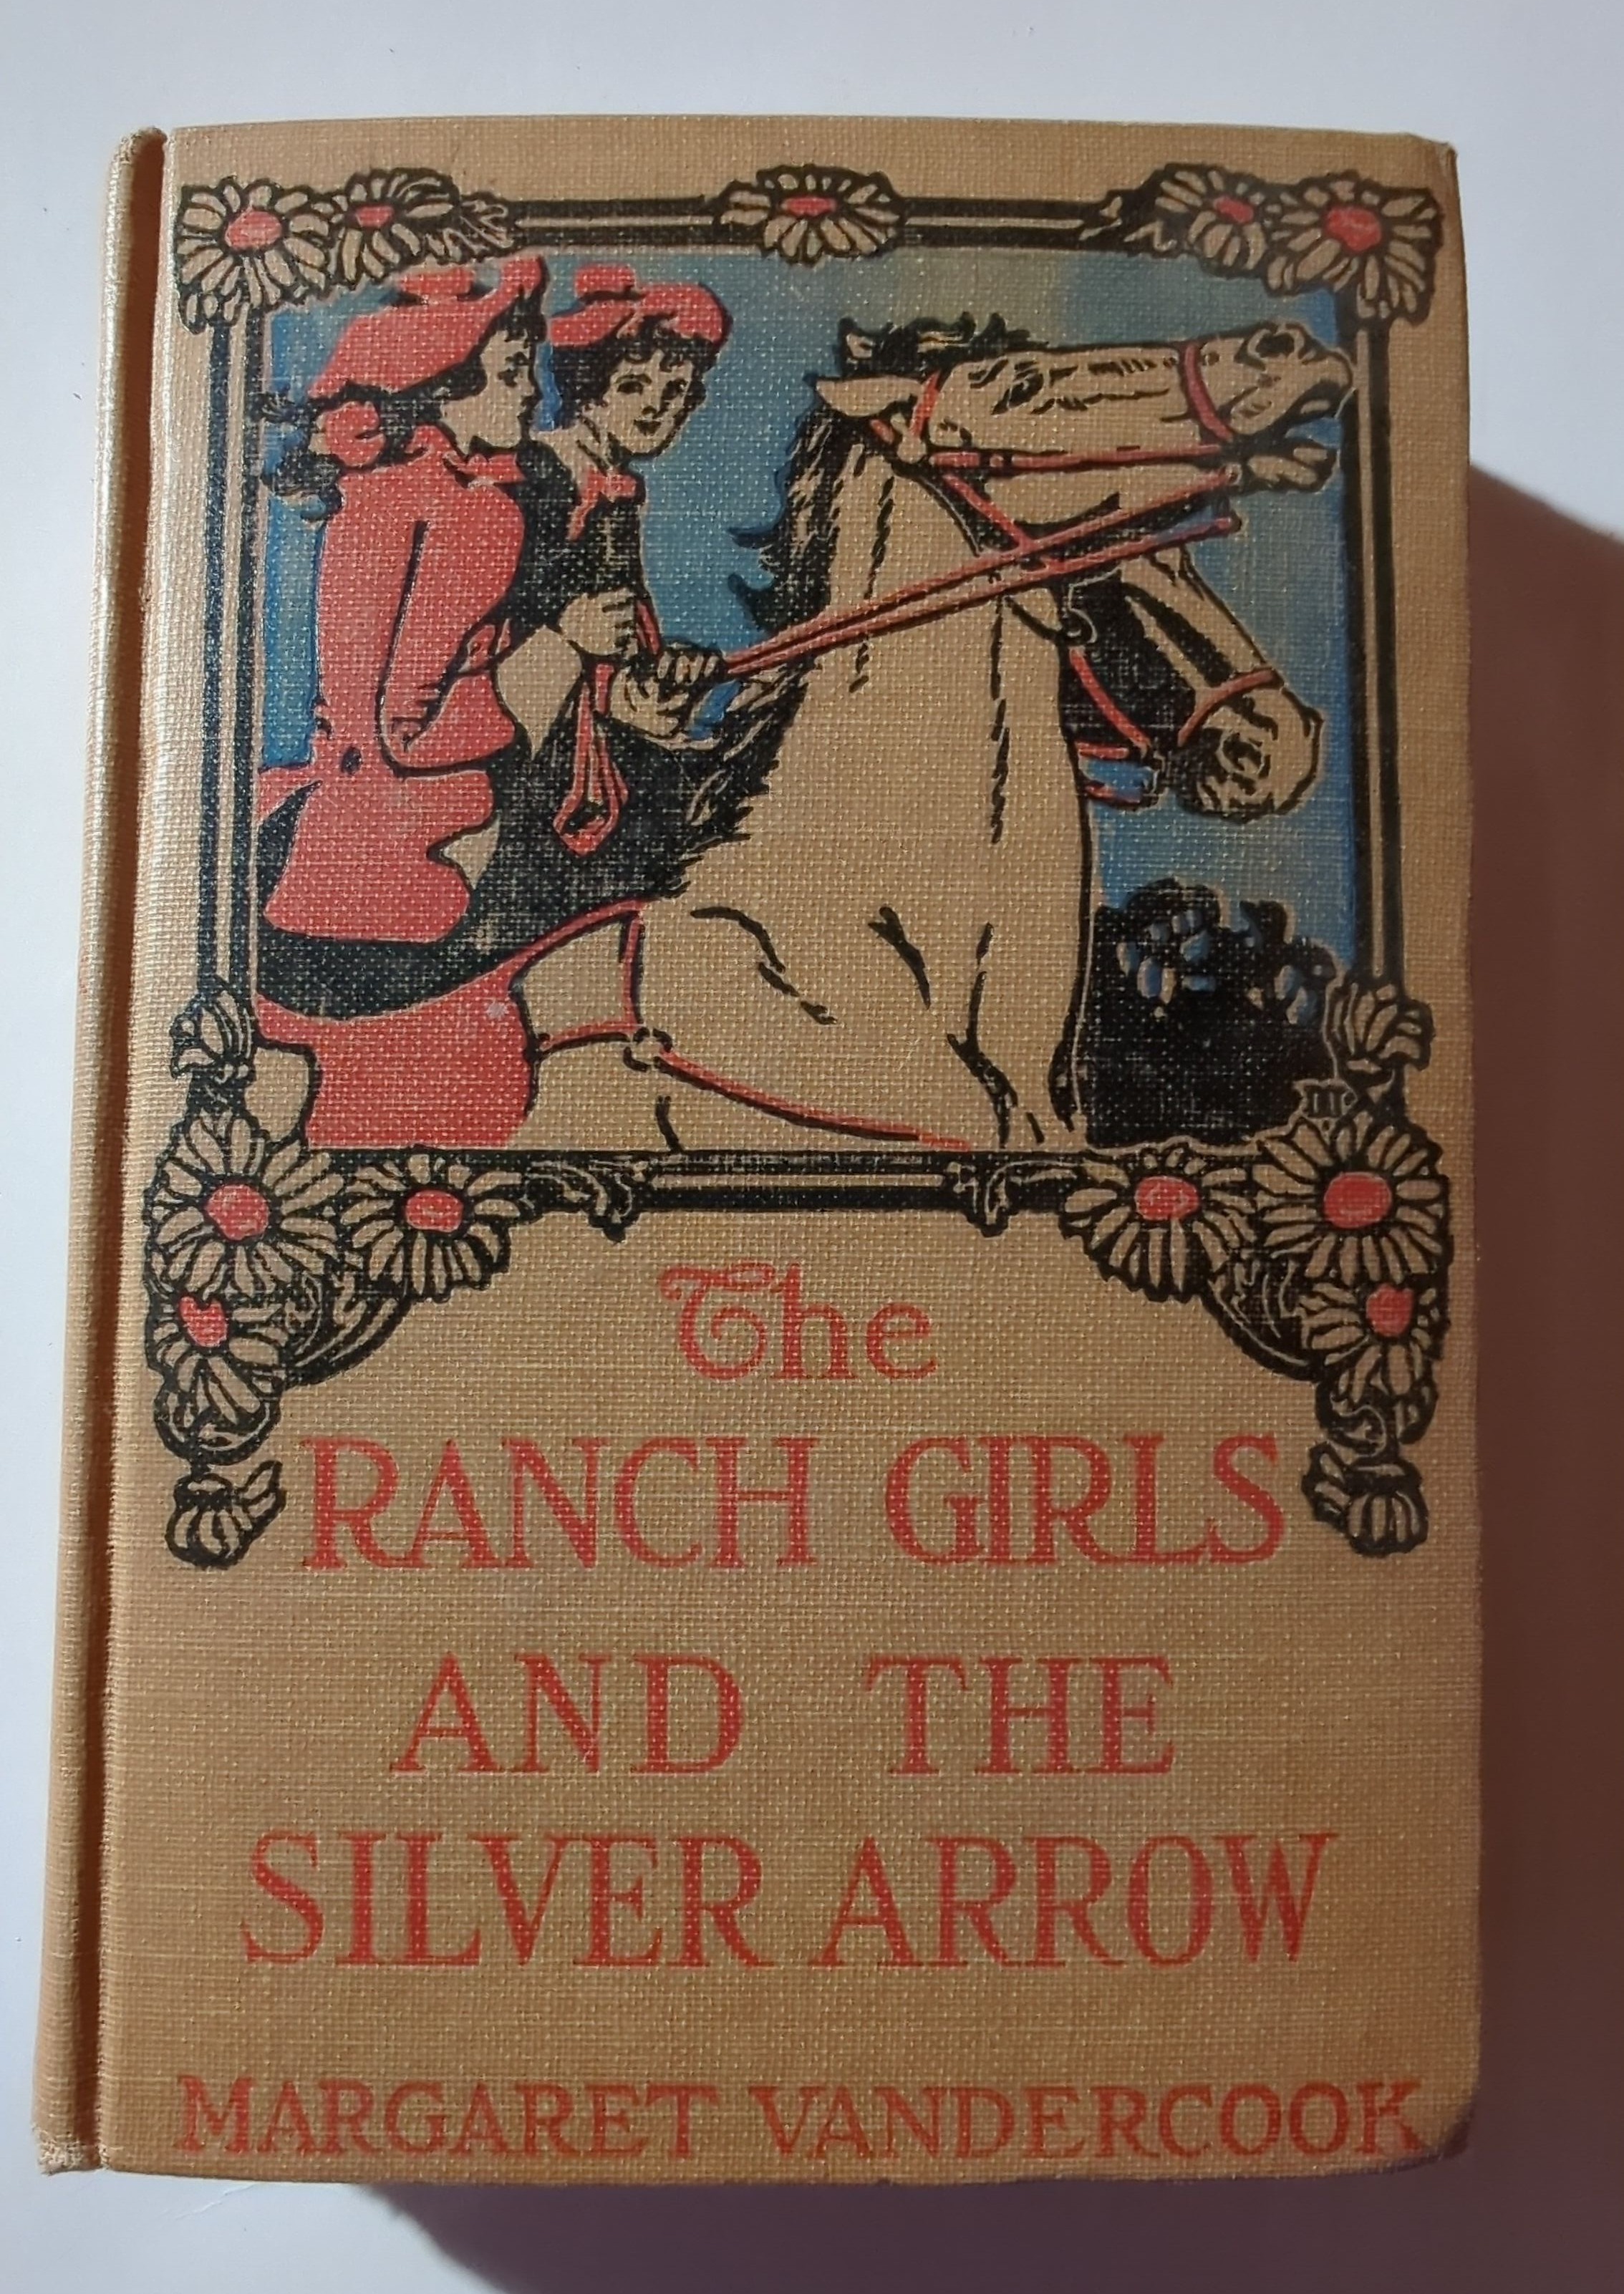 The
RANCH GIRLS
AND THE
SILVER ARROW
MARGARET VANDERCOOK